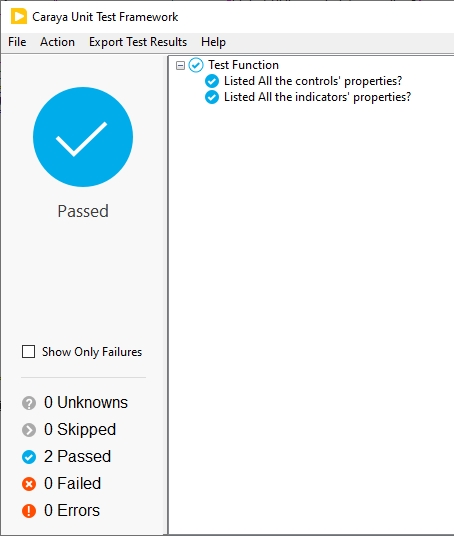 Caraya Unit Test Framework
File Action Export Test Results Help
Test Function
Listed All the controls' properties?
Listed All the indicators' properties?
Passed
Show Only Failures
0 Unknowns
0 Skipped
2 Passed
0 Failed
0 Errors